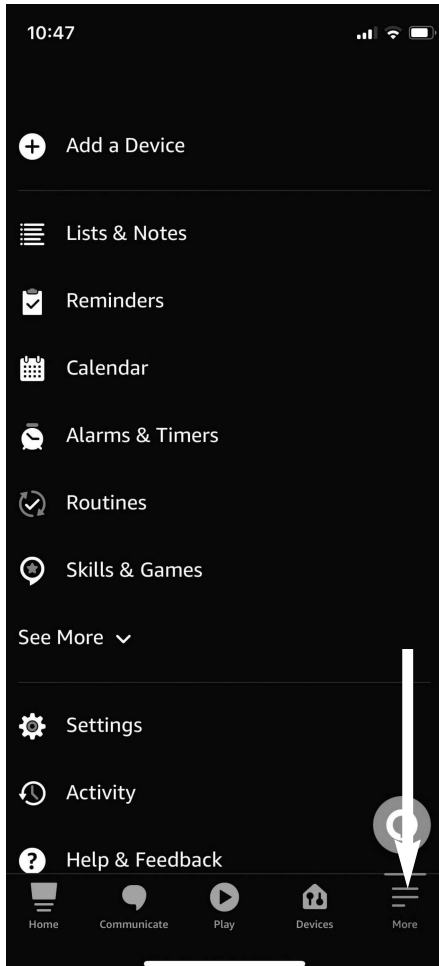 10:47
Add a Device
Lists & Notes
Reminders
Calendar
Alarms & Timers
Routines
Skills & Games
See More
Settings
Activity
Help & Feedback
Home Communicate Play Devices More